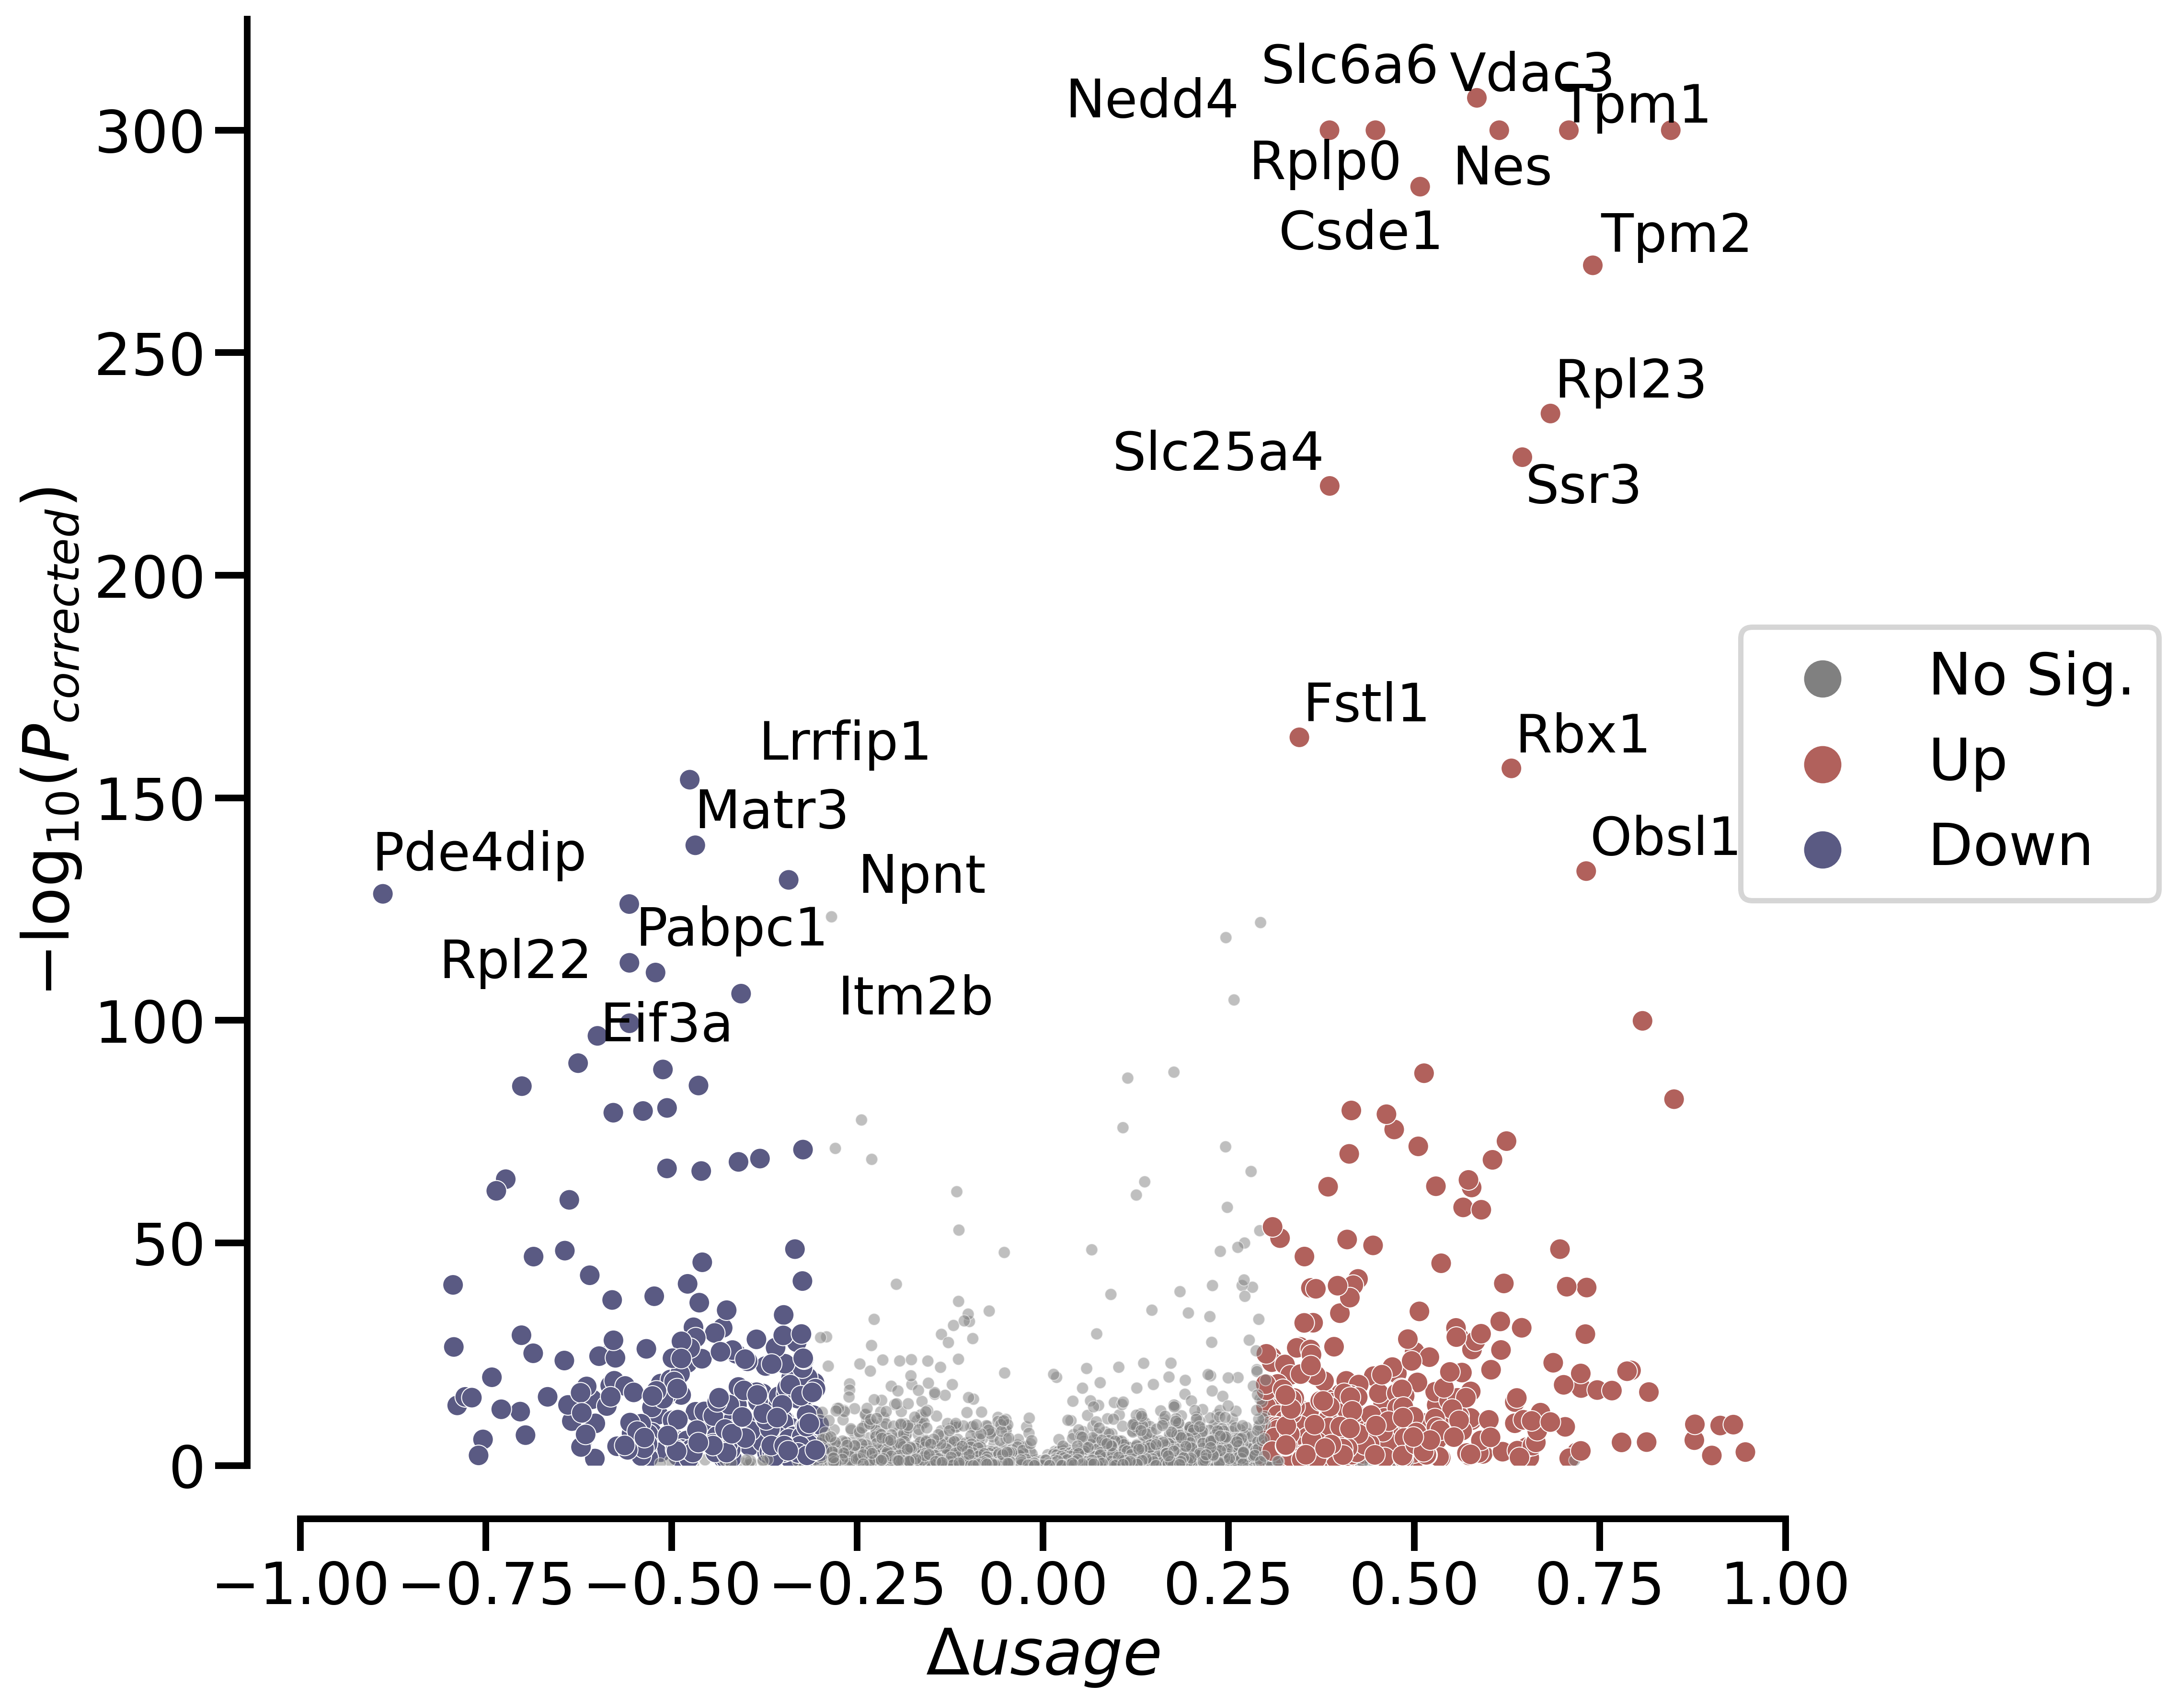 Slc6a6
Vdac3
Nedd4
Tpm1
300
Rplp0
Nes
Csde1
Tpm2
250
Rpl23
Slc25a4
Ssr3
200
−log10(Pcorrected)
No Sig.
Up
Down
Fstl1
Rbx1
Lrrfip1
150
Matr3
Obsl1
Pde4dip
Npnt
Pabpc1
Rpl22
Itm2b
100
Eif3a
50
0
−1.00 −0.75 −0.50 −0.25 0.00 0.25 0.50 0.75 1.00
Δusage